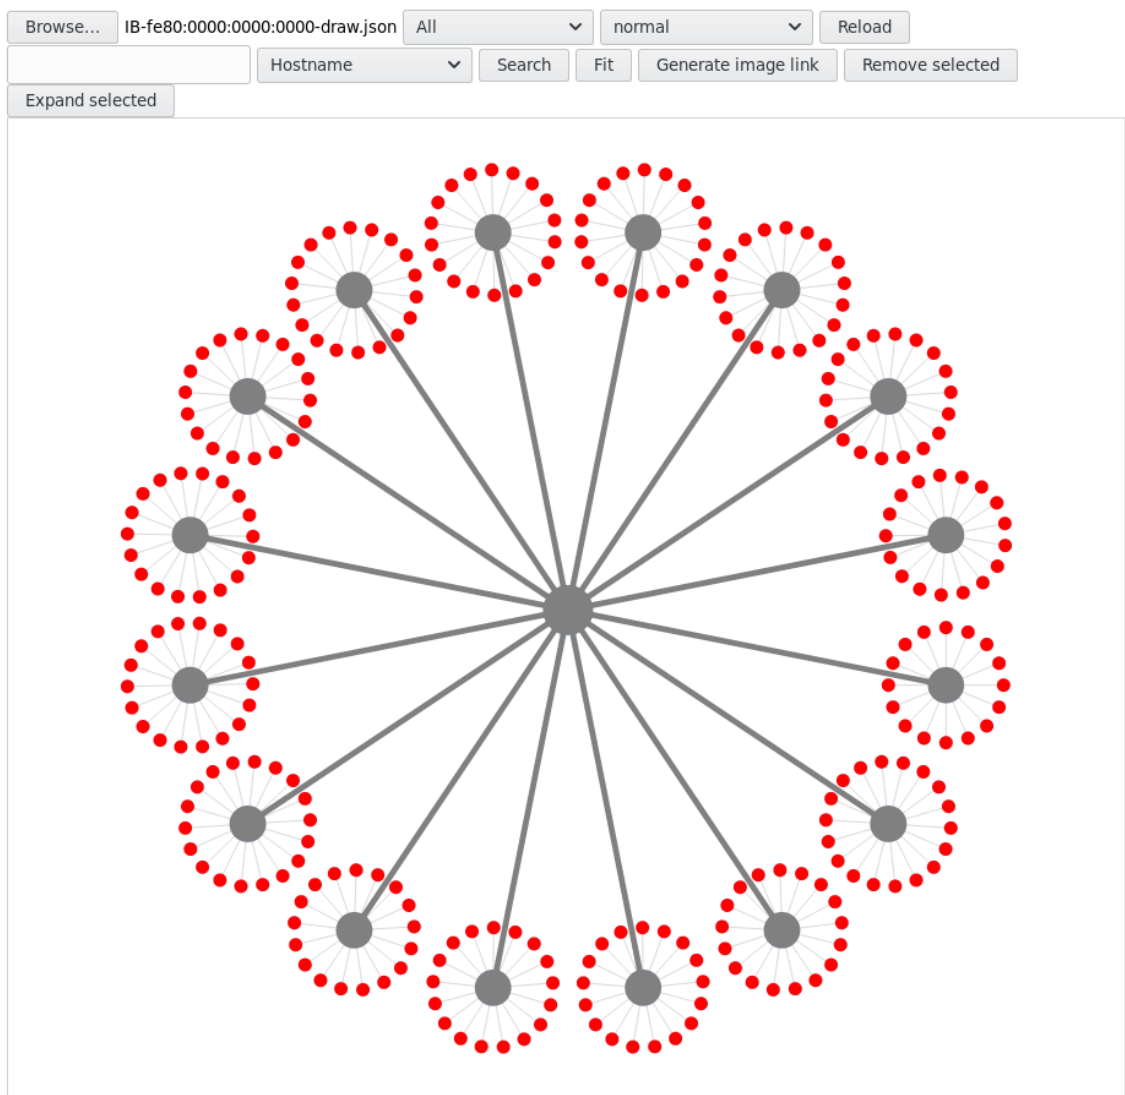 Browse... IB-fe80:0000:0000:0000-draw.json All normal Reload
Hostname Search Fit Generate image link Remove selected
Expand selected